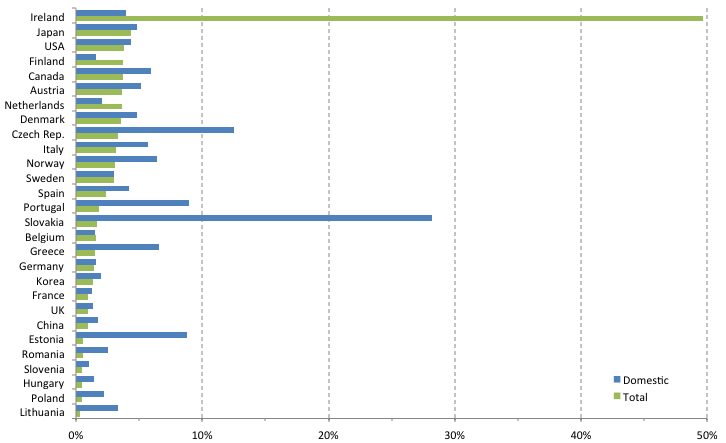 Ireland
Japan
USA
Finland
Canada
Austria
Netherlands
Denmark
Czech Rep.
Italy
Norway
Sweden
Spain
Portugal
Slovakia
Belgium
Greece
Germany
Korea
France
UK
China
Estonia
Romania
Slovenia
Hungary
Poland
Lithuania
Domestic
Total
0% 10% 20% 30% 40% 50%